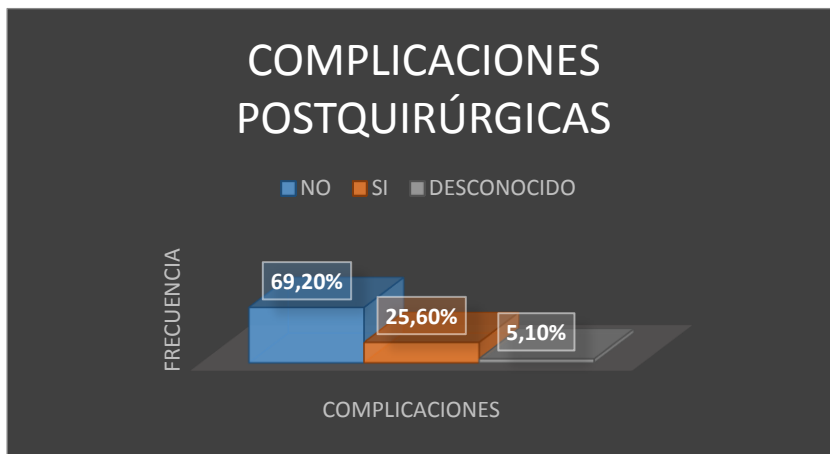 COMPLICACIONES
POSTQUIRÚRGICAS
NO SI DESCONOCIDO
FRECUENCIA
69,20%
25,60%
5,10%
COMPLICACIONES